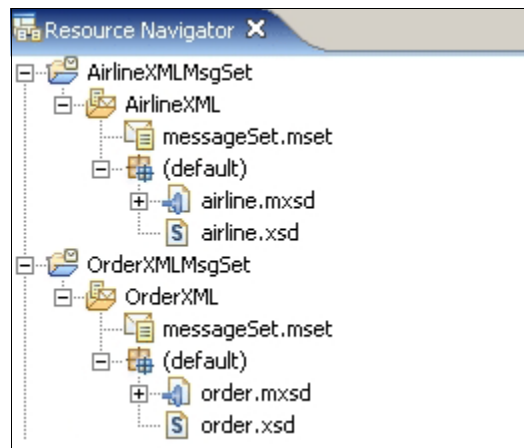 Resource Navigator
AirlineXMLMsgSet
AirlineXML
messageSet.mset
(default)
airline.mxsd
airline.xsd
OrderXMLMsgSet
OrderXML
messageSet.mset
(default)
order.mxsd
order.xsd